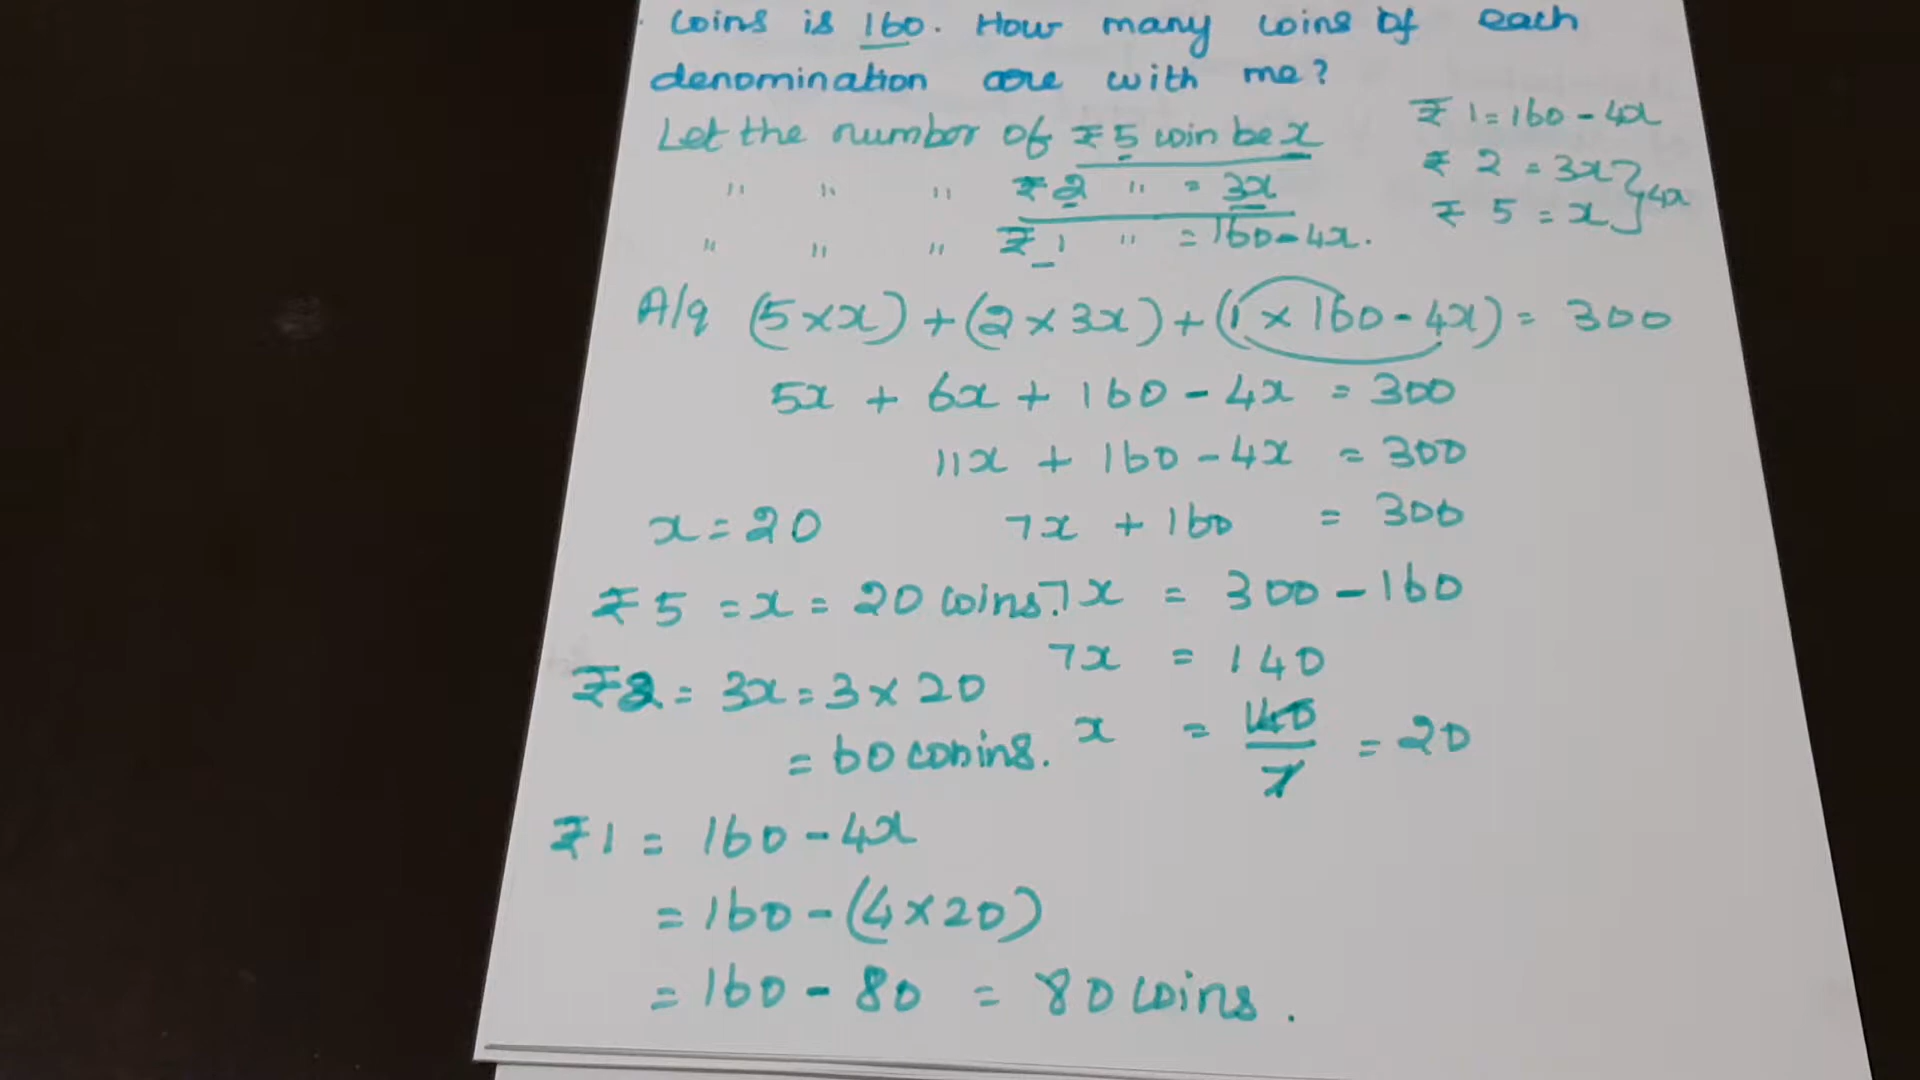 coins is 160. How many coins of each
denomination are with me?
Let the number of ₹5 coin be x
" " " ₹2 " = 3x
" " " ₹1 " = 160-4x.
₹ 1 = 160-4x
₹ 2 = 3x } 4x
₹ 5 = x
A/q (5×x)+(2×3x)+(1×160-4x) = 300
5x + 6x + 160 - 4x = 300
11x + 160 - 4x = 300
7x + 160 = 300
7x = 300-160
7x = 140
x = 140/7 = 20
x = 20
₹5 = x = 20 coins.
₹2 = 3x = 3×20
= 60 conins.
₹1 = 160-4x
= 160-(4×20)
= 160-80 = 80 coins.